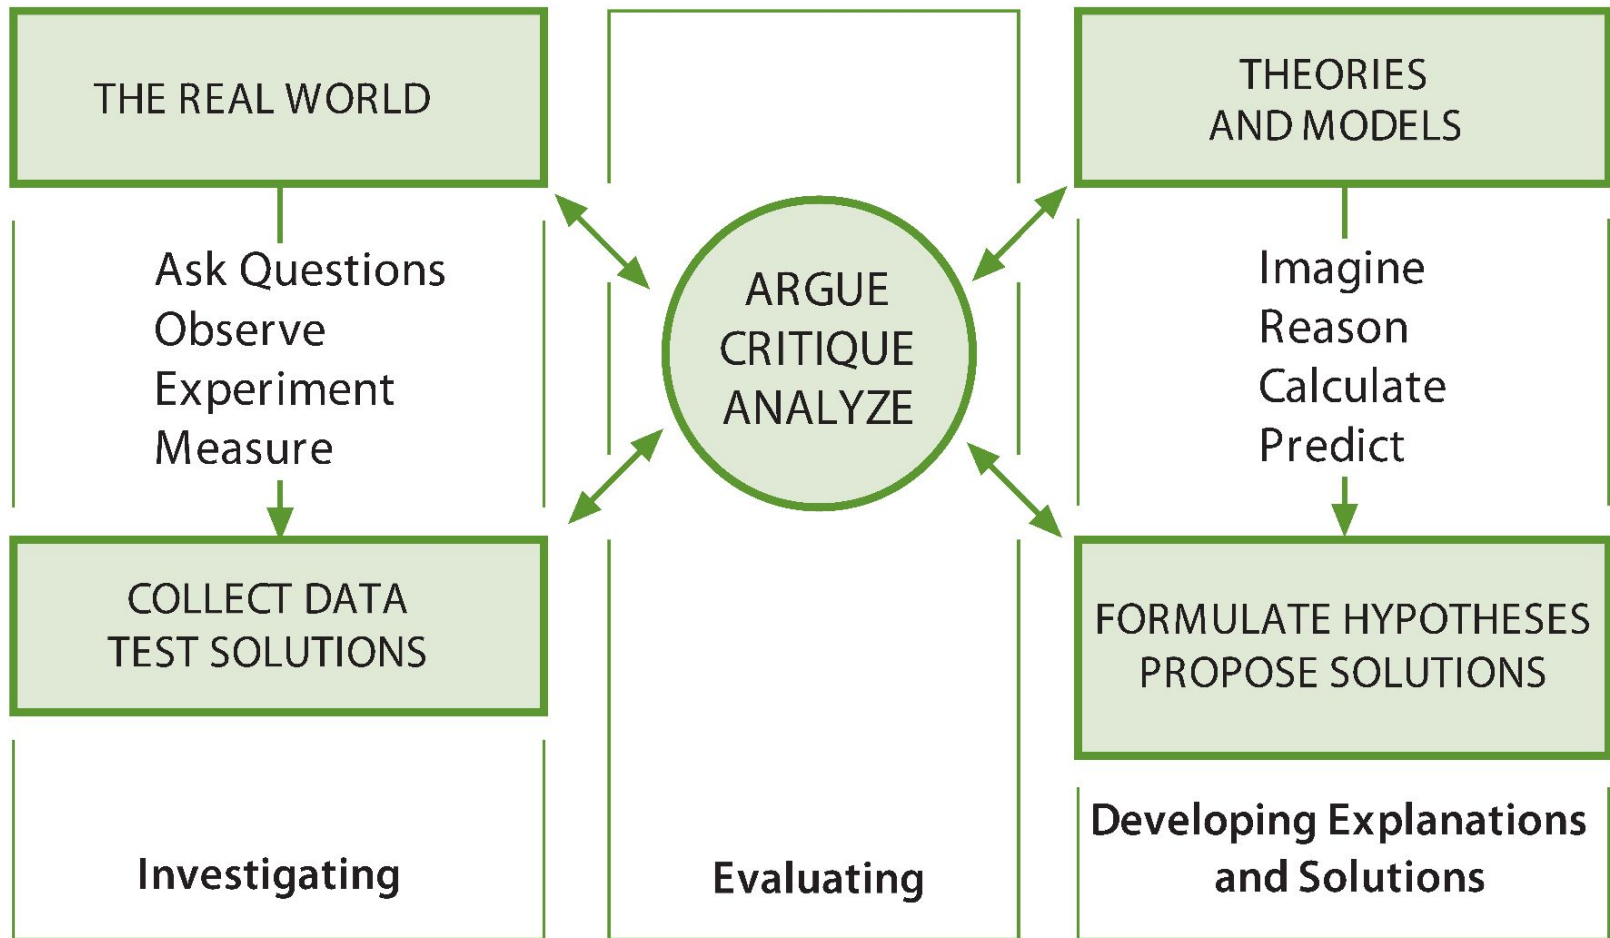 THE REAL WORLD
Ask Questions
Observe
Experiment
Measure
COLLECT DATA
TEST SOLUTIONS
Investigating
ARGUE
CRITIQUE
ANALYZE
Evaluating
THEORIES
AND MODELS
Imagine
Reason
Calculate
Predict
FORMULATE HYPOTHESES
PROPOSE SOLUTIONS
Developing Explanations
and Solutions